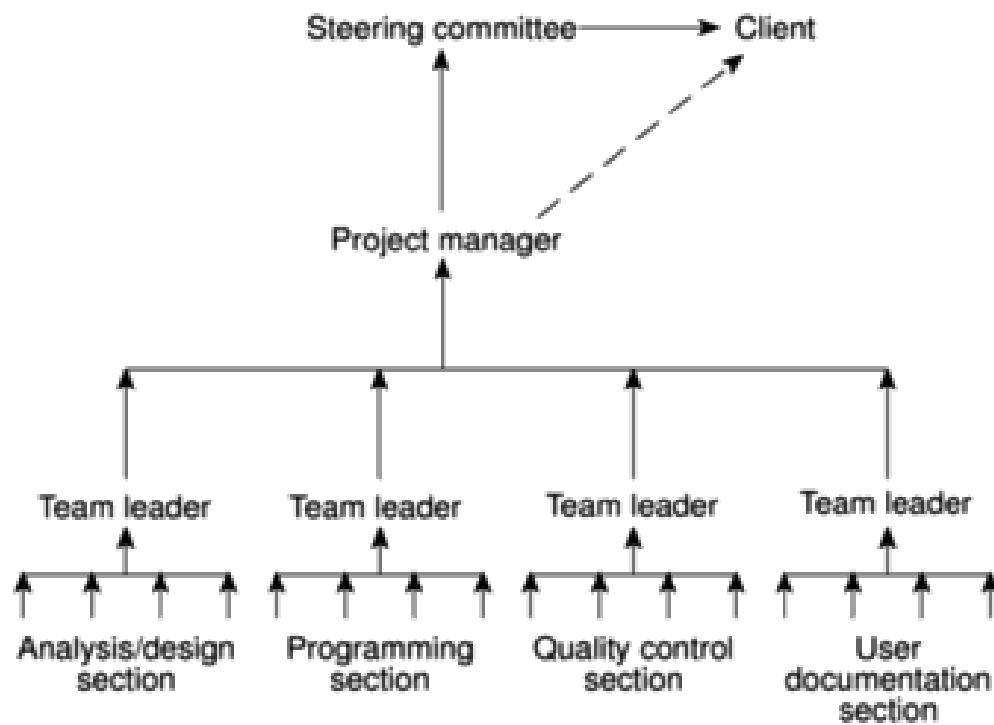 Steering committee
Client
Project manager
Team leader
Team leader
Team leader
Team leader
Analysis/design
section
Programming
section
Quality control
section
User
documentation
section